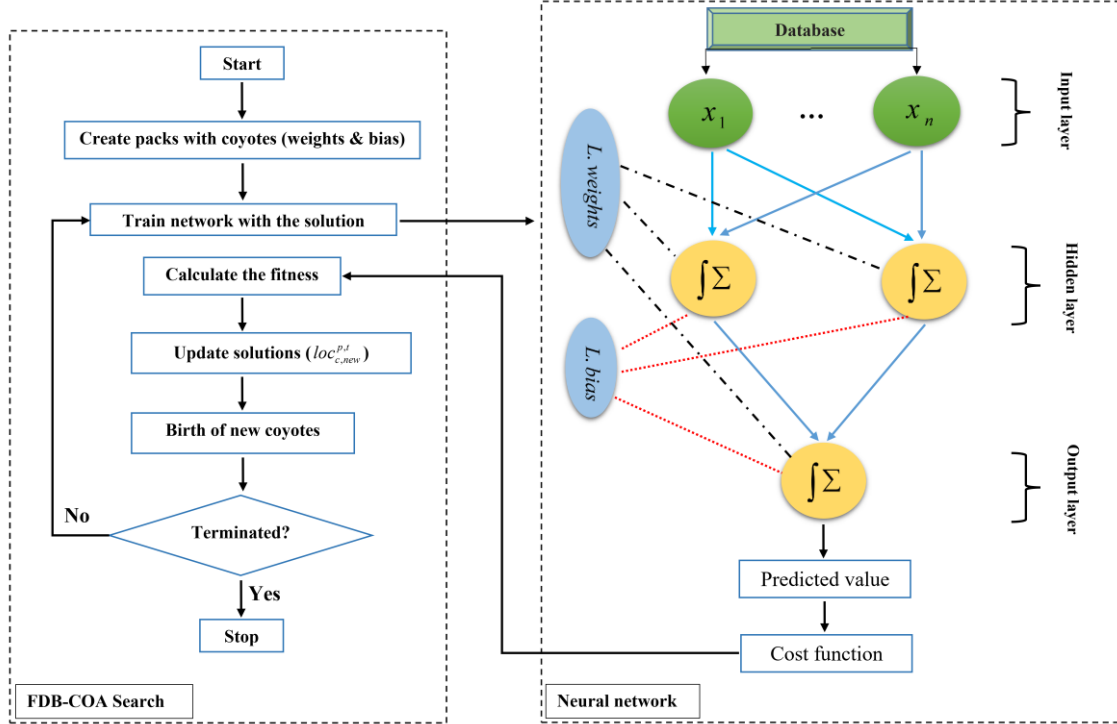 Start
Create packs with coyotes (weights & bias)
Train network with the solution
Calculate the fitness
Update solutions (loc^{p,t}_{c,new})
Birth of new coyotes
Terminated?
No
Yes
Stop
FDB-COA Search
Database
x_1
...
x_n
Input layer
L. weights
∫Σ
∫Σ
Hidden layer
L. bias
∫Σ
Output layer
Predicted value
Cost function
Neural network